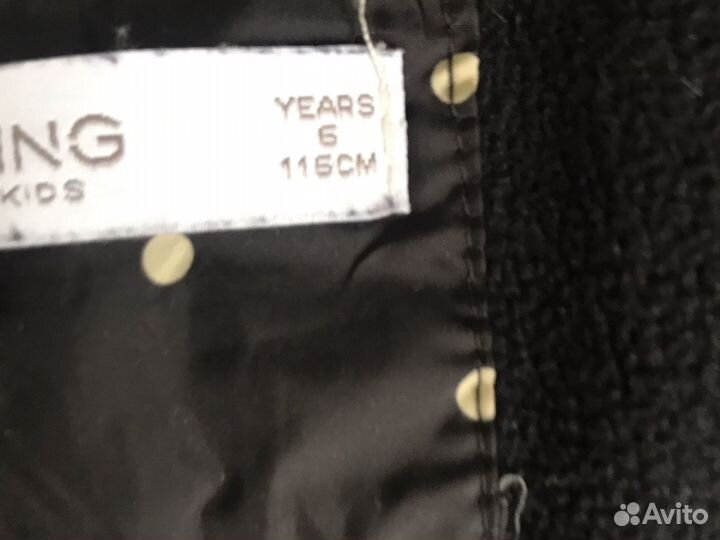 ING
KIDS
YEARS
6
116CM
Avito